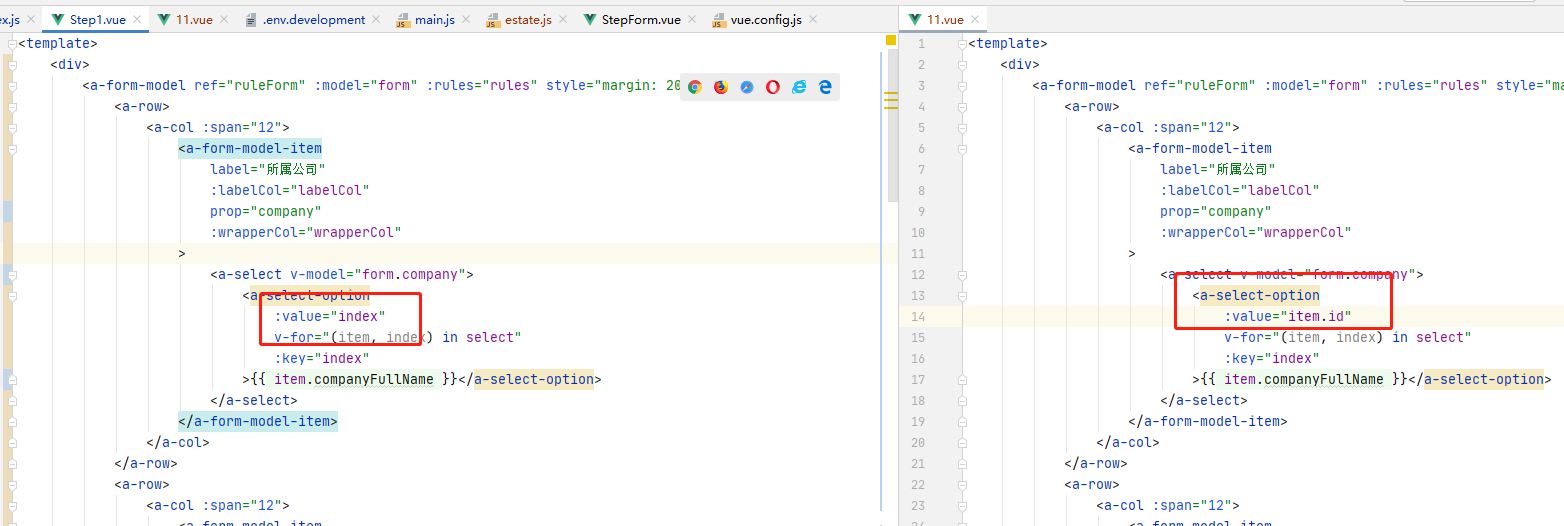 ex.js Step1.vue 11.vue .env.development main.js estate.js StepForm.vue vue.config.js
<template>
<div>
<a-form-model ref="ruleForm" :model="form" :rules="rules" style="margin: 20
<a-row>
<a-col :span="12">
<a-form-model-item
label="所属公司"
:labelCol="labelCol"
prop="company"
:wrapperCol="wrapperCol"
>
<a-select v-model="form.company">
<a-select-option
:value="index"
v-for="(item, index) in select"
:key="index"
>{{ item.companyFullName }}</a-select-option>
</a-select>
</a-form-model-item>
</a-col>
</a-row>
<a-row>
<a-col :span="12">
<a-form-model-item
11.vue
1 <template>
2 <div>
3 <a-form-model ref="ruleForm" :model="form" :rules="rules" style="ma
4 <a-row>
5 <a-col :span="12">
6 <a-form-model-item
7 label="所属公司"
8 :labelCol="labelCol"
9 prop="company"
10 :wrapperCol="wrapperCol"
11 >
12 <a-select v-model="form.company">
13 <a-select-option
14 :value="item.id"
15 v-for="(item, index) in select"
16 :key="index"
17 >{{ item.companyFullName }}</a-select-option>
18 </a-select>
19 </a-form-model-item>
20 </a-col>
21 </a-row>
22 <a-row>
23 <a-col :span="12">
24 <a-form-model-item